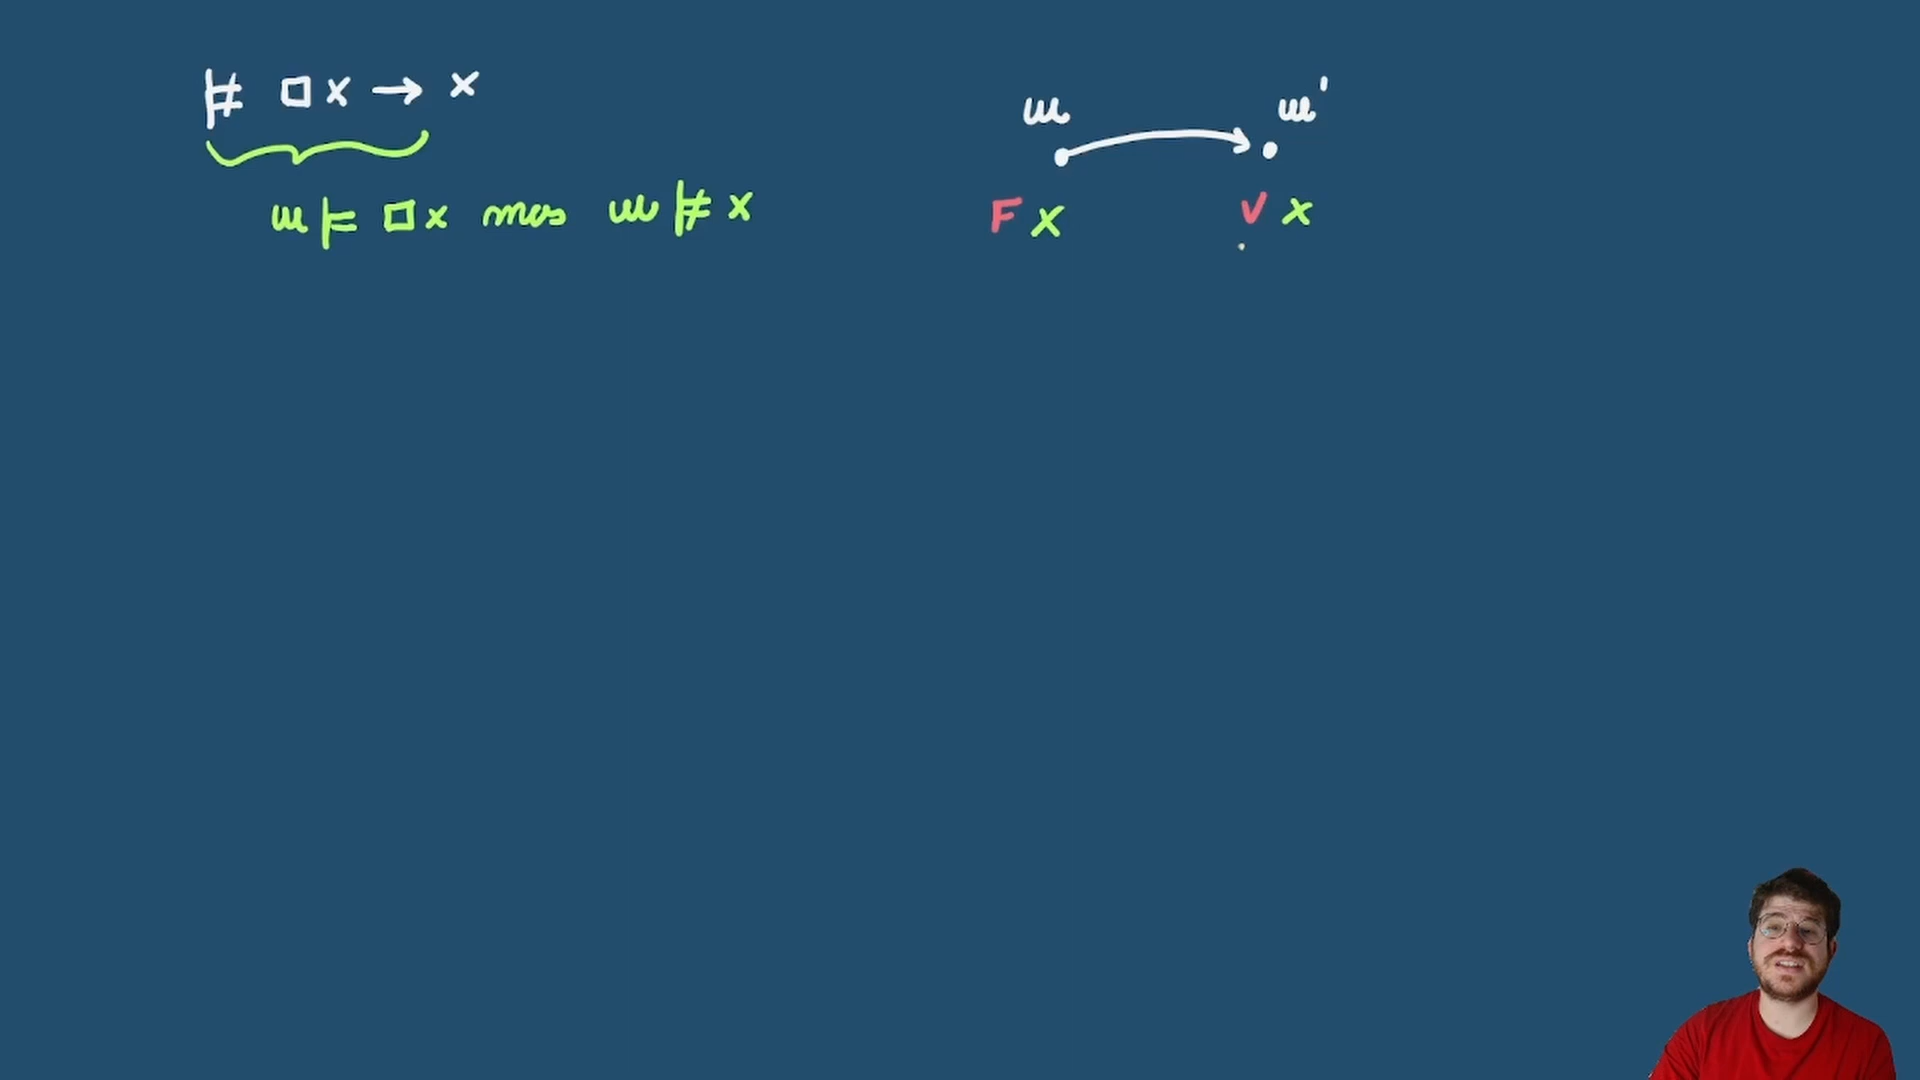 ⊭ □x → x
w ⊨ □x mas w ⊭ x
w w'
F x V x